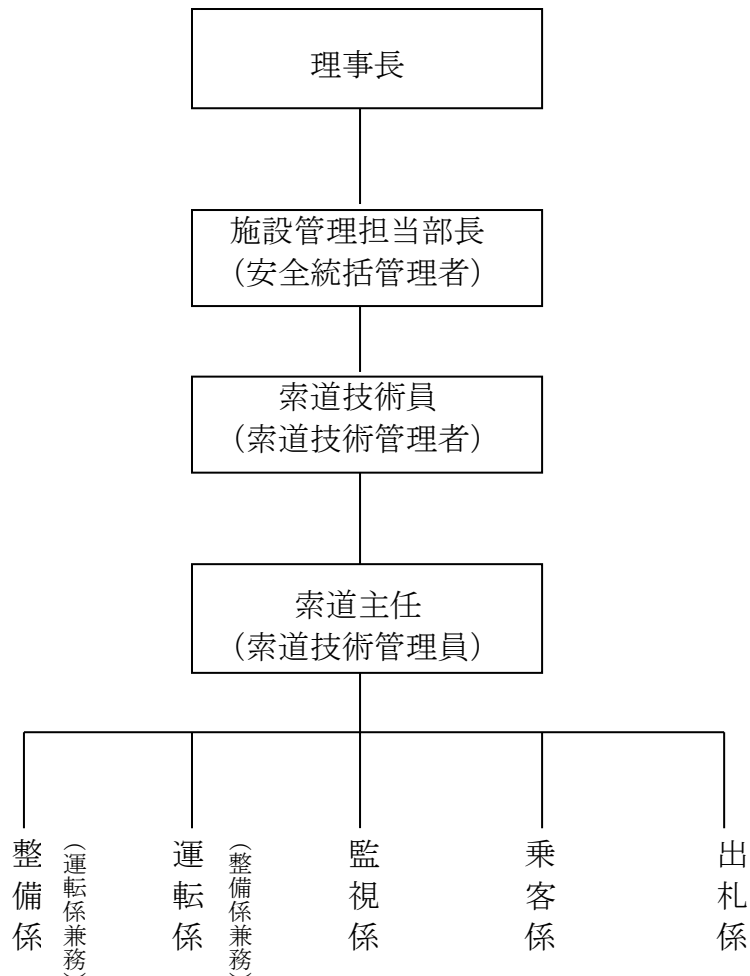 理事長
施設管理担当部長
(安全統括管理者)
索道技術員
(索道技術管理者)
索道主任
(索道技術管理員)
整備係
(運転係兼務)
運転係
(整備係兼務)
監視係
乗客係
出札係